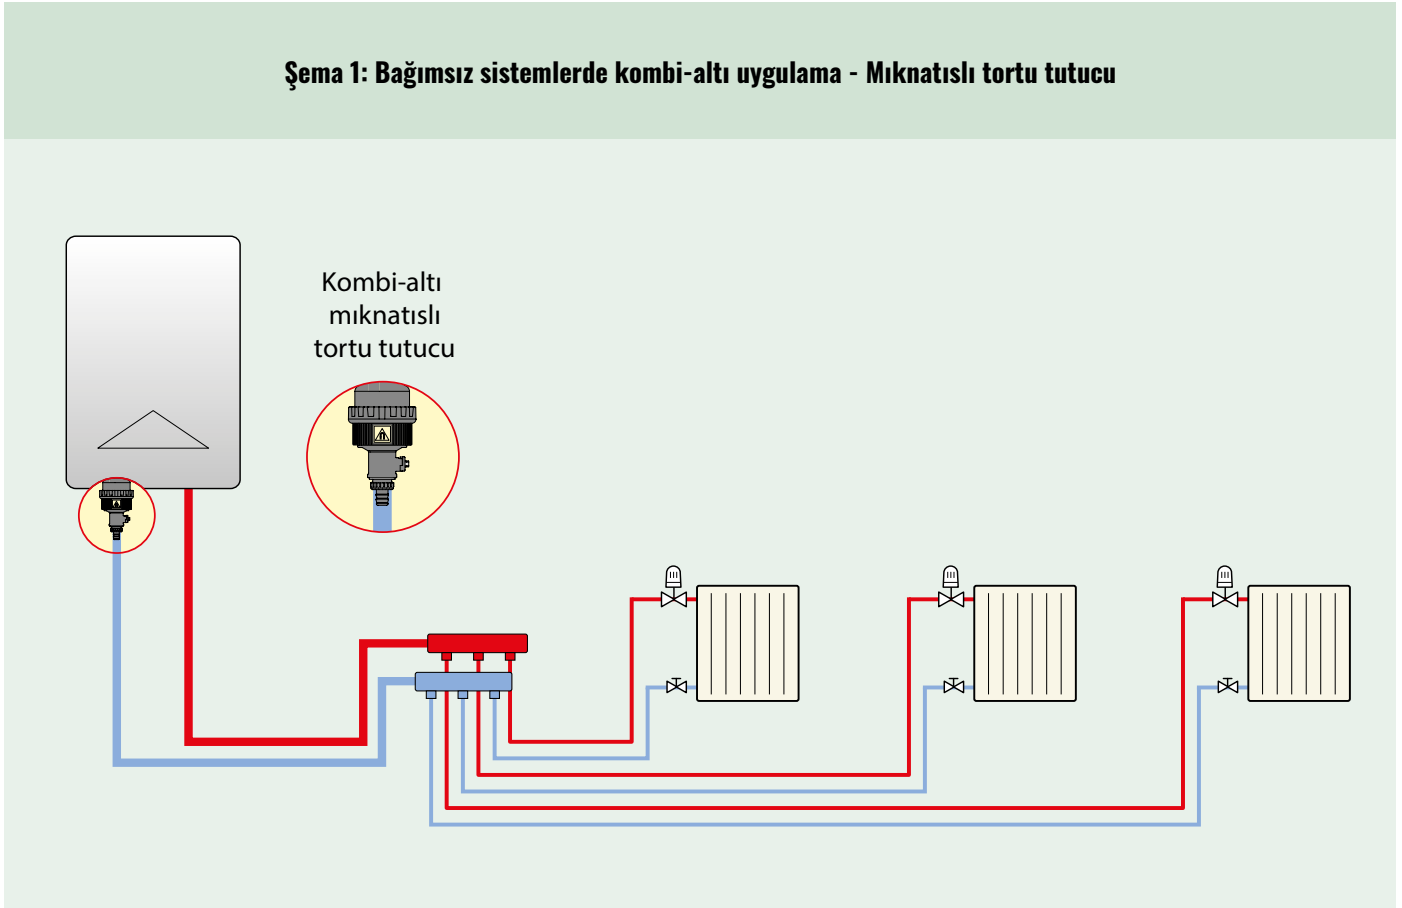 Şema 1: Bağımsız sistemlerde kombi-altı uygulama - Mıknatıslı tortu tutucu
Kombi-altı
mıknatıslı
tortu tutucu